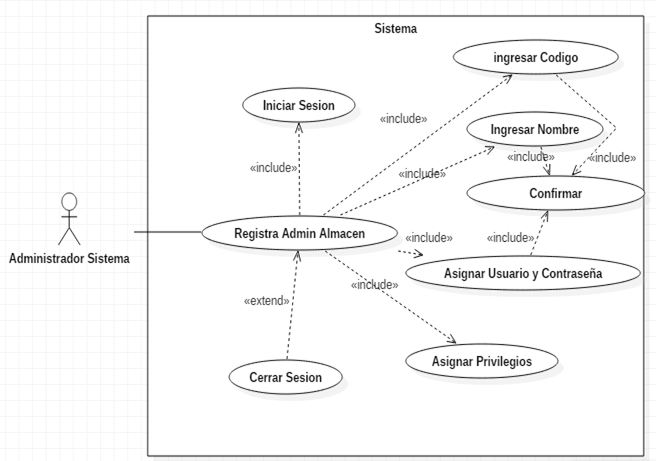 Sistema
ingresar Codigo
Iniciar Sesion
«include»
Ingresar Nombre
«include»
«include»
«include»
«include»
Confirmar
Administrador Sistema
Registra Admin Almacen
«include»
«include»
Asignar Usuario y Contraseña
«extend»
«include»
Asignar Privilegios
Cerrar Sesion